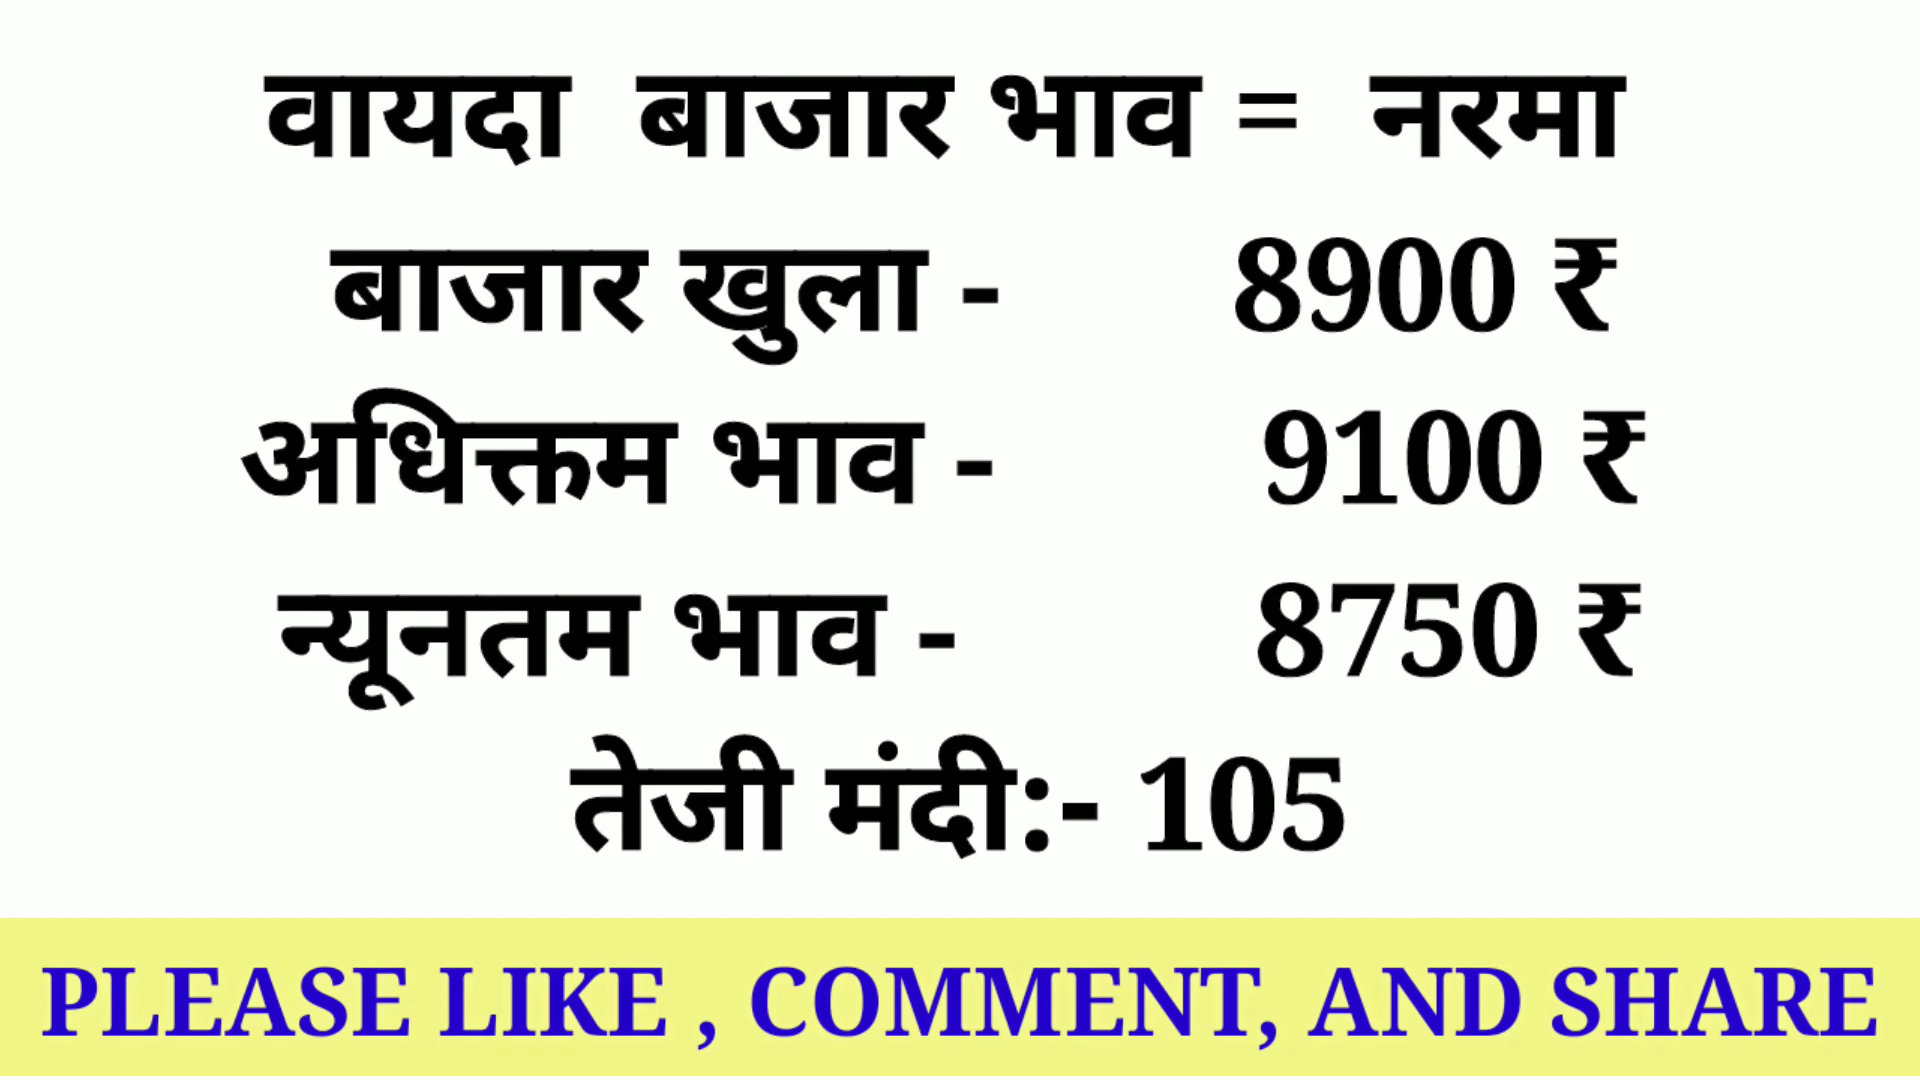 वायदा बाजार भाव = नरमा
बाजार खुला - 8900 ₹
अधिक्तम भाव - 9100 ₹
न्यूनतम भाव - 8750 ₹
तेजी मंदी:- 105
PLEASE LIKE , COMMENT, AND SHARE